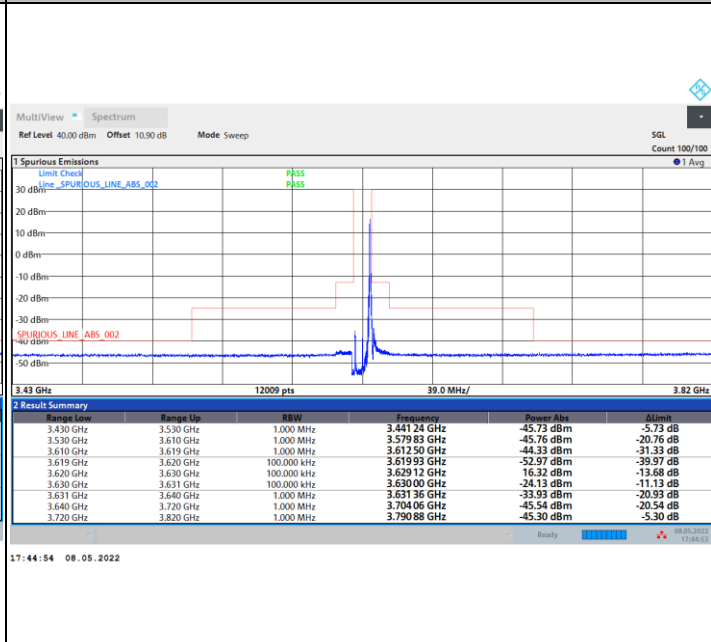 MultiView Spectrum
Ref Level 40.00 dBm Offset 10.90 dB Mode Sweep SGL
Count 100/100
1 Spurious Emissions 1 Avg
Limit Check PASS
Line _SPURIOUS_LINE_ABS_002 PASS
30 dBm
20 dBm
10 dBm
0 dBm
-10 dBm
-20 dBm
-30 dBm
SPURIOUS_LINE_ABS_002
-40 dBm
-50 dBm
3.43 GHz 12009 pts 39.0 MHz/ 3.82 GHz
2 Result Summary
Range Low Range Up RBW Frequency Power Abs ΔLimit
3.430 GHz 3.530 GHz 1.000 MHz 3.441 24 GHz -45.73 dBm -5.73 dB
3.530 GHz 3.610 GHz 1.000 MHz 3.579 83 GHz -45.76 dBm -20.76 dB
3.610 GHz 3.619 GHz 1.000 MHz 3.612 50 GHz -44.33 dBm -31.33 dB
3.619 GHz 3.620 GHz 100.000 kHz 3.619 93 GHz -52.97 dBm -39.97 dB
3.620 GHz 3.630 GHz 100.000 kHz 3.629 12 GHz 16.32 dBm -13.68 dB
3.630 GHz 3.631 GHz 100.000 kHz 3.630 00 GHz -24.13 dBm -11.13 dB
3.631 GHz 3.640 GHz 1.000 MHz 3.631 36 GHz -33.93 dBm -20.93 dB
3.640 GHz 3.720 GHz 1.000 MHz 3.704 06 GHz -45.54 dBm -20.54 dB
3.720 GHz 3.820 GHz 1.000 MHz 3.790 88 GHz -45.30 dBm -5.30 dB
Ready 08.05.2022
17:44:53
17:44:54 08.05.2022